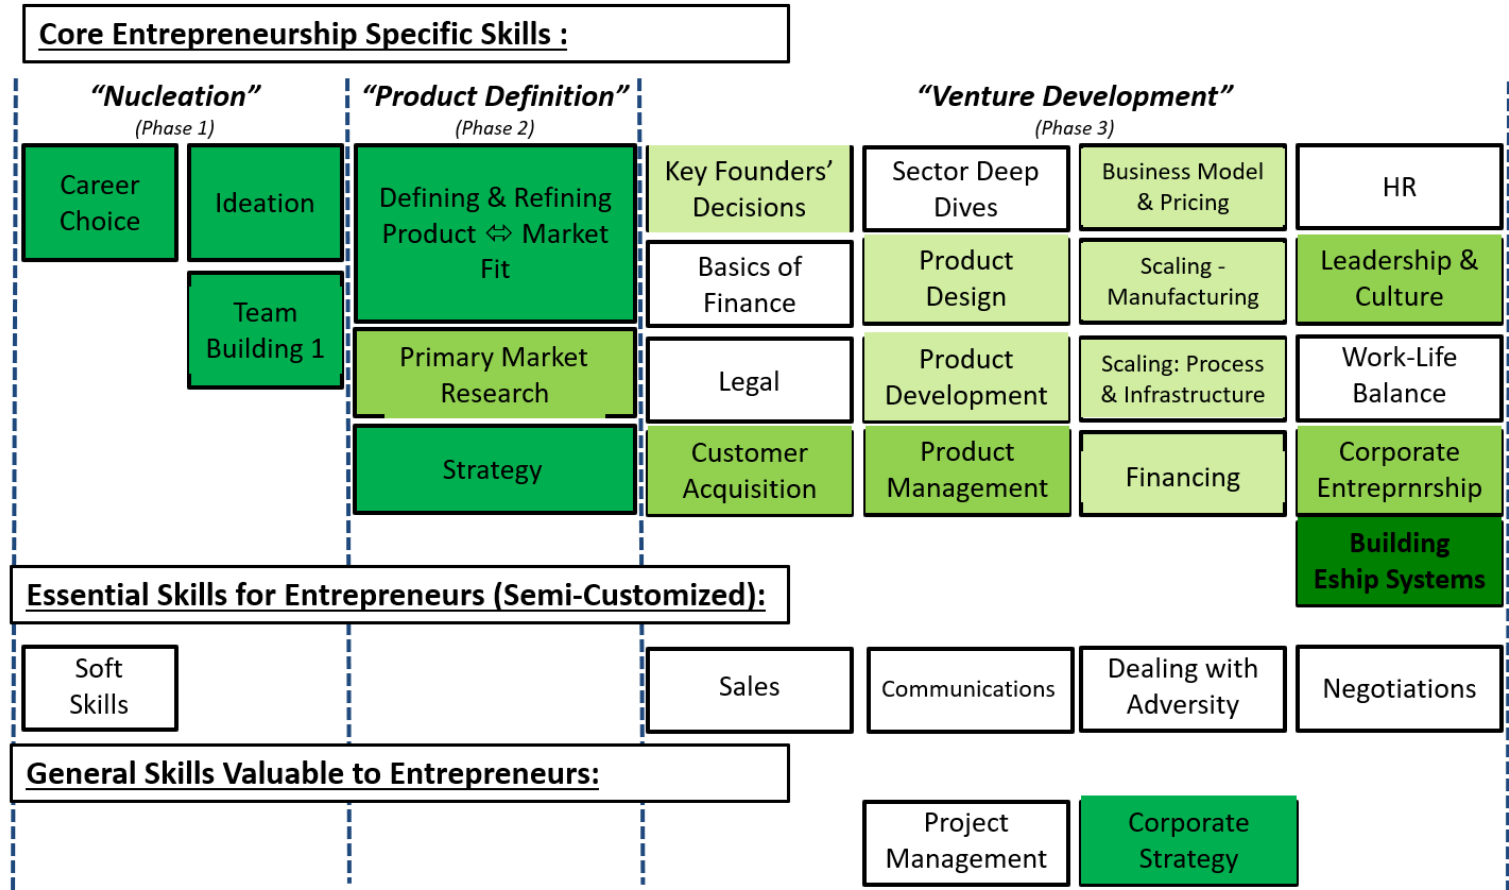 Core Entrepreneurship Specific Skills :
“Nucleation”
(Phase 1)
“Product Definition”
(Phase 2)
“Venture Development”
(Phase 3)
Career
Choice
Ideation
Team
Building 1
Defining & Refining
Product ⬄ Market
Fit
Primary Market
Research
Strategy
Key Founders’
Decisions
Basics of
Finance
Legal
Customer
Acquisition
Sector Deep
Dives
Product
Design
Product
Development
Product
Management
Business Model
& Pricing
Scaling -
Manufacturing
Scaling: Process
& Infrastructure
Financing
HR
Leadership &
Culture
Work-Life
Balance
Corporate
Entreprnrship
Building
Eship Systems
Essential Skills for Entrepreneurs (Semi-Customized):
Soft
Skills
Sales
Communications
Dealing with
Adversity
Negotiations
General Skills Valuable to Entrepreneurs:
Project
Management
Corporate
Strategy